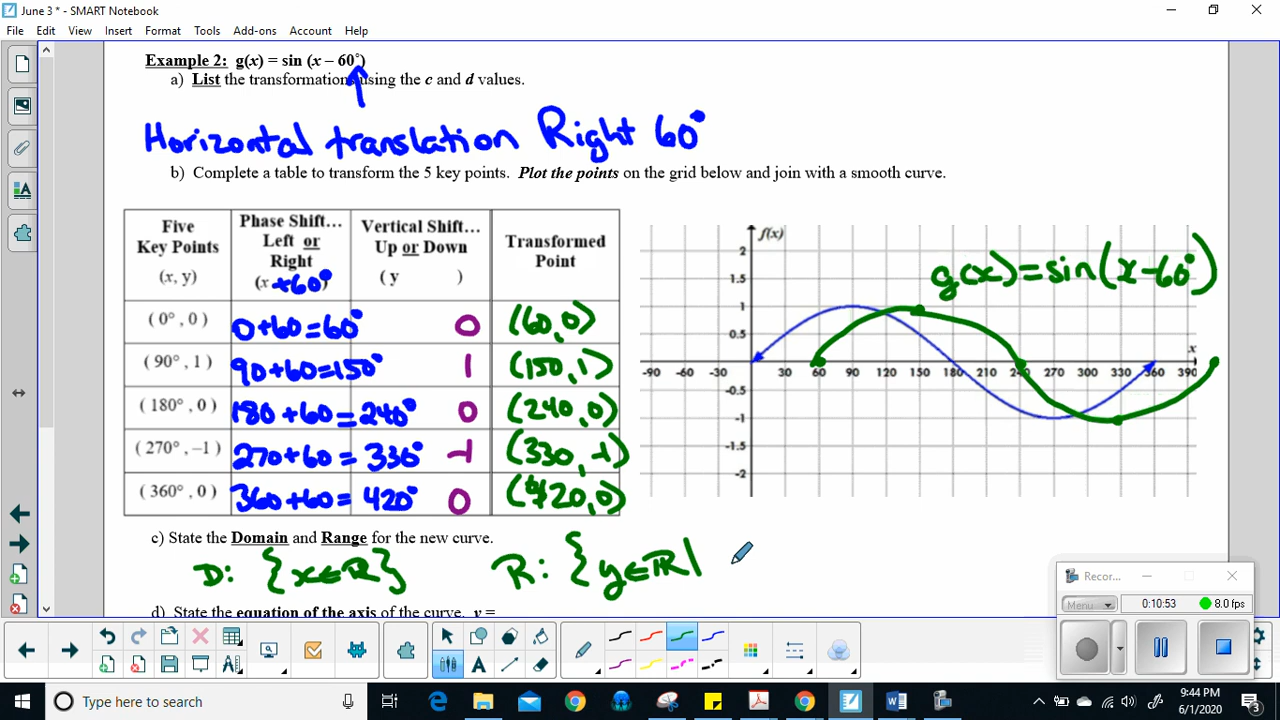 June 3 * - SMART Notebook
File Edit View Insert Format Tools Add-ons Account Help
Example 2: g(x) = sin (x – 60°)
a) List the transformations using the c and d values.
Horizontal translation Right 60°
b) Complete a table to transform the 5 key points. Plot the points on the grid below and join with a smooth curve.
Five Key Points (x, y)
Phase Shift... Left or Right (x +60°)
Vertical Shift... Up or Down ( y )
Transformed Point
(0°, 0) 0+60=60° 0 (60,0)
(90°, 1) 90+60=150° 1 (150,1)
(180°, 0) 180+60=240° 0 (240,0)
(270°, –1) 270+60=330° -1 (330,-1)
(360°, 0) 360+60=420° 0 (420,0)
f(x)
g(x)=sin(x-60°)
2
1.5
1
0.5
x
-90 -60 -30 30 60 90 120 150 180 210 240 270 300 330 360 390
-0.5
-1
-1.5
-2
c) State the Domain and Range for the new curve.
D: {x∈ℝ} R: {y∈ℝ|
d) State the equation of the axis of the curve. y =
Recor...
Menu
0:10:53 8.0 fps
A
Type here to search
9:44 PM
6/1/2020
3